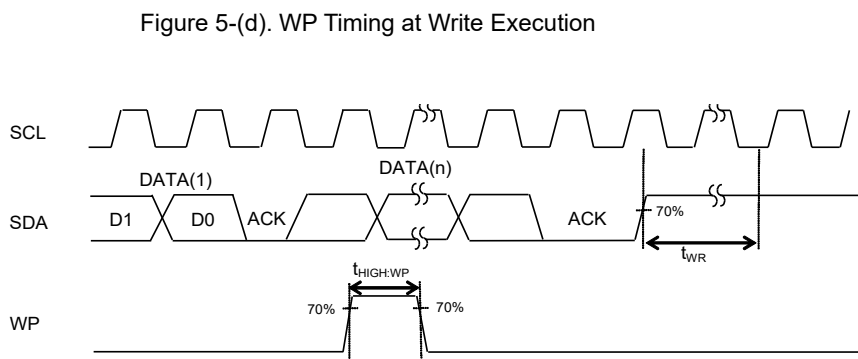 Figure 5-(d). WP Timing at Write Execution
SCL
DATA(1)
DATA(n)
SDA
D1
D0
ACK
ACK
70%
tWR
tHIGH:WP
WP
70%
70%